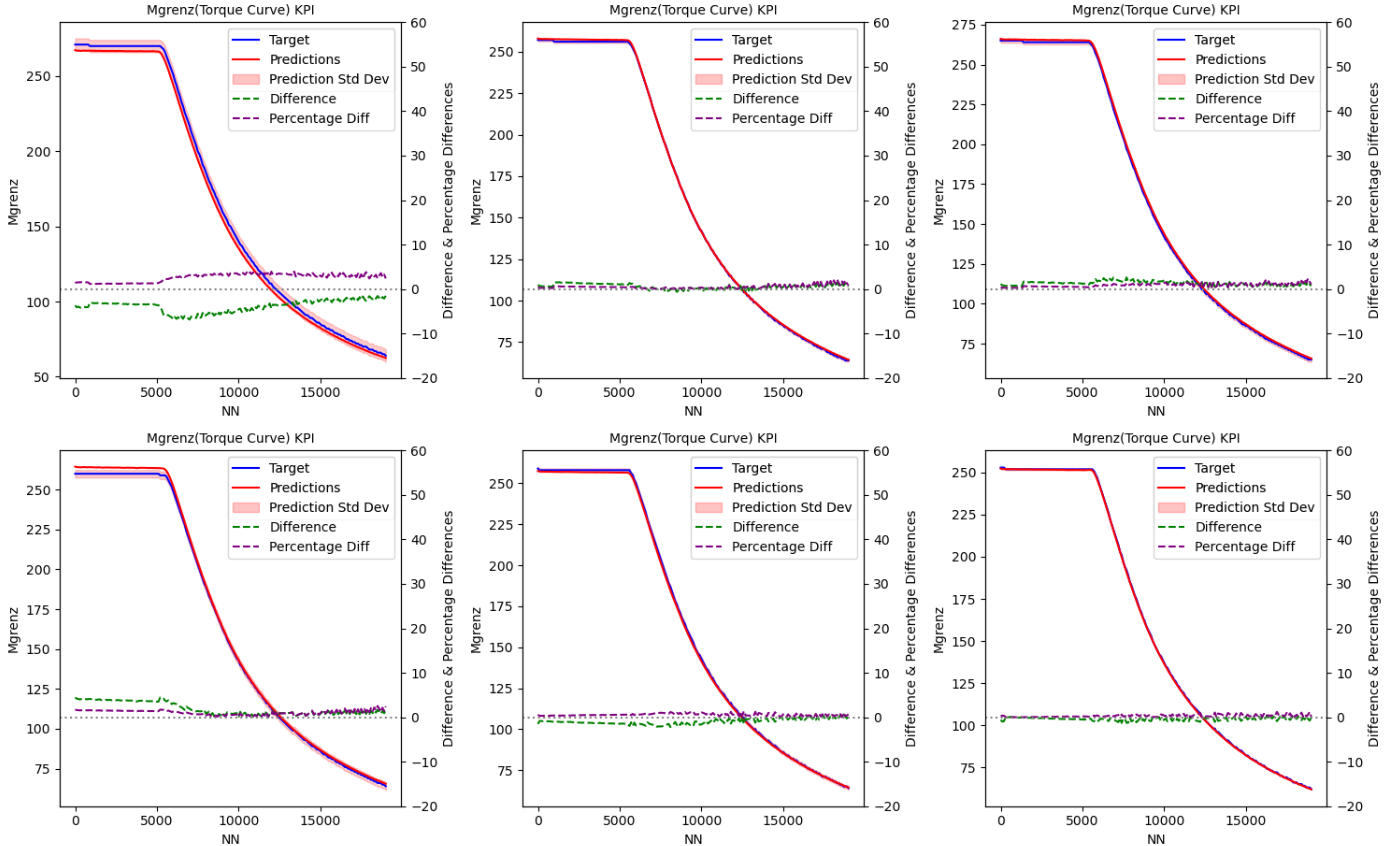 Mgrenz(Torque Curve) KPI
Target
Predictions
Prediction Std Dev
Difference
Percentage Diff
Mgrenz
250
200
150
100
50
0
5000
10000
15000
NN
60
50
40
30
20
10
0
−10
−20
Difference & Percentage Differences
Mgrenz(Torque Curve) KPI
Target
Predictions
Prediction Std Dev
Difference
Percentage Diff
Mgrenz
250
225
200
175
150
125
100
75
0
5000
10000
15000
NN
60
50
40
30
20
10
0
−10
−20
Difference & Percentage Differences
Mgrenz(Torque Curve) KPI
Target
Predictions
Prediction Std Dev
Difference
Percentage Diff
Mgrenz
275
250
225
200
175
150
125
100
75
0
5000
10000
15000
NN
60
50
40
30
20
10
0
−10
−20
Difference & Percentage Differences
Mgrenz(Torque Curve) KPI
Target
Predictions
Prediction Std Dev
Difference
Percentage Diff
Mgrenz
250
225
200
175
150
125
100
75
0
5000
10000
15000
NN
60
50
40
30
20
10
0
−10
−20
Difference & Percentage Differences
Mgrenz(Torque Curve) KPI
Target
Predictions
Prediction Std Dev
Difference
Percentage Diff
Mgrenz
250
225
200
175
150
125
100
75
0
5000
10000
15000
NN
60
50
40
30
20
10
0
−10
−20
Difference & Percentage Differences
Mgrenz(Torque Curve) KPI
Target
Predictions
Prediction Std Dev
Difference
Percentage Diff
Mgrenz
250
225
200
175
150
125
100
75
0
5000
10000
15000
NN
60
50
40
30
20
10
0
−10
−20
Difference & Percentage Differences